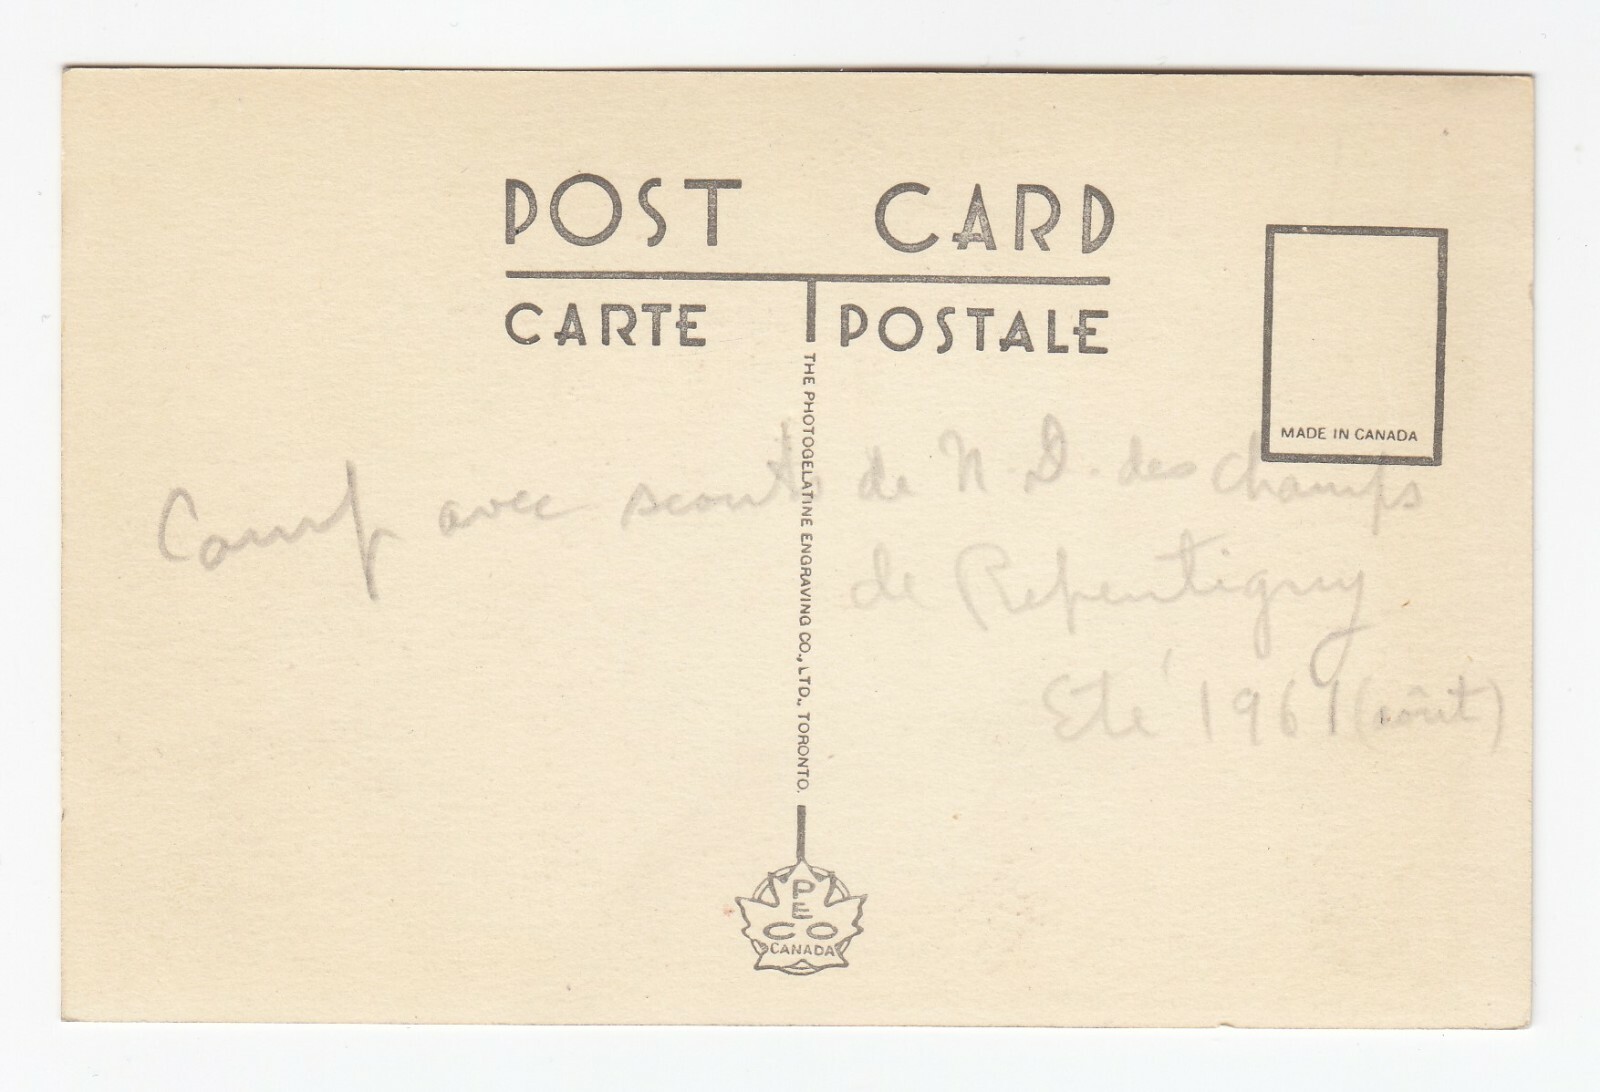 POST CARD
CARTE POSTALE
THE PHOTOGELATINE ENGRAVING CO., LTD., TORONTO.
MADE IN CANADA
Camp avec scouts de N.D. des champs
de Repentigny
Eté 1961 (août)
PECO
CANADA